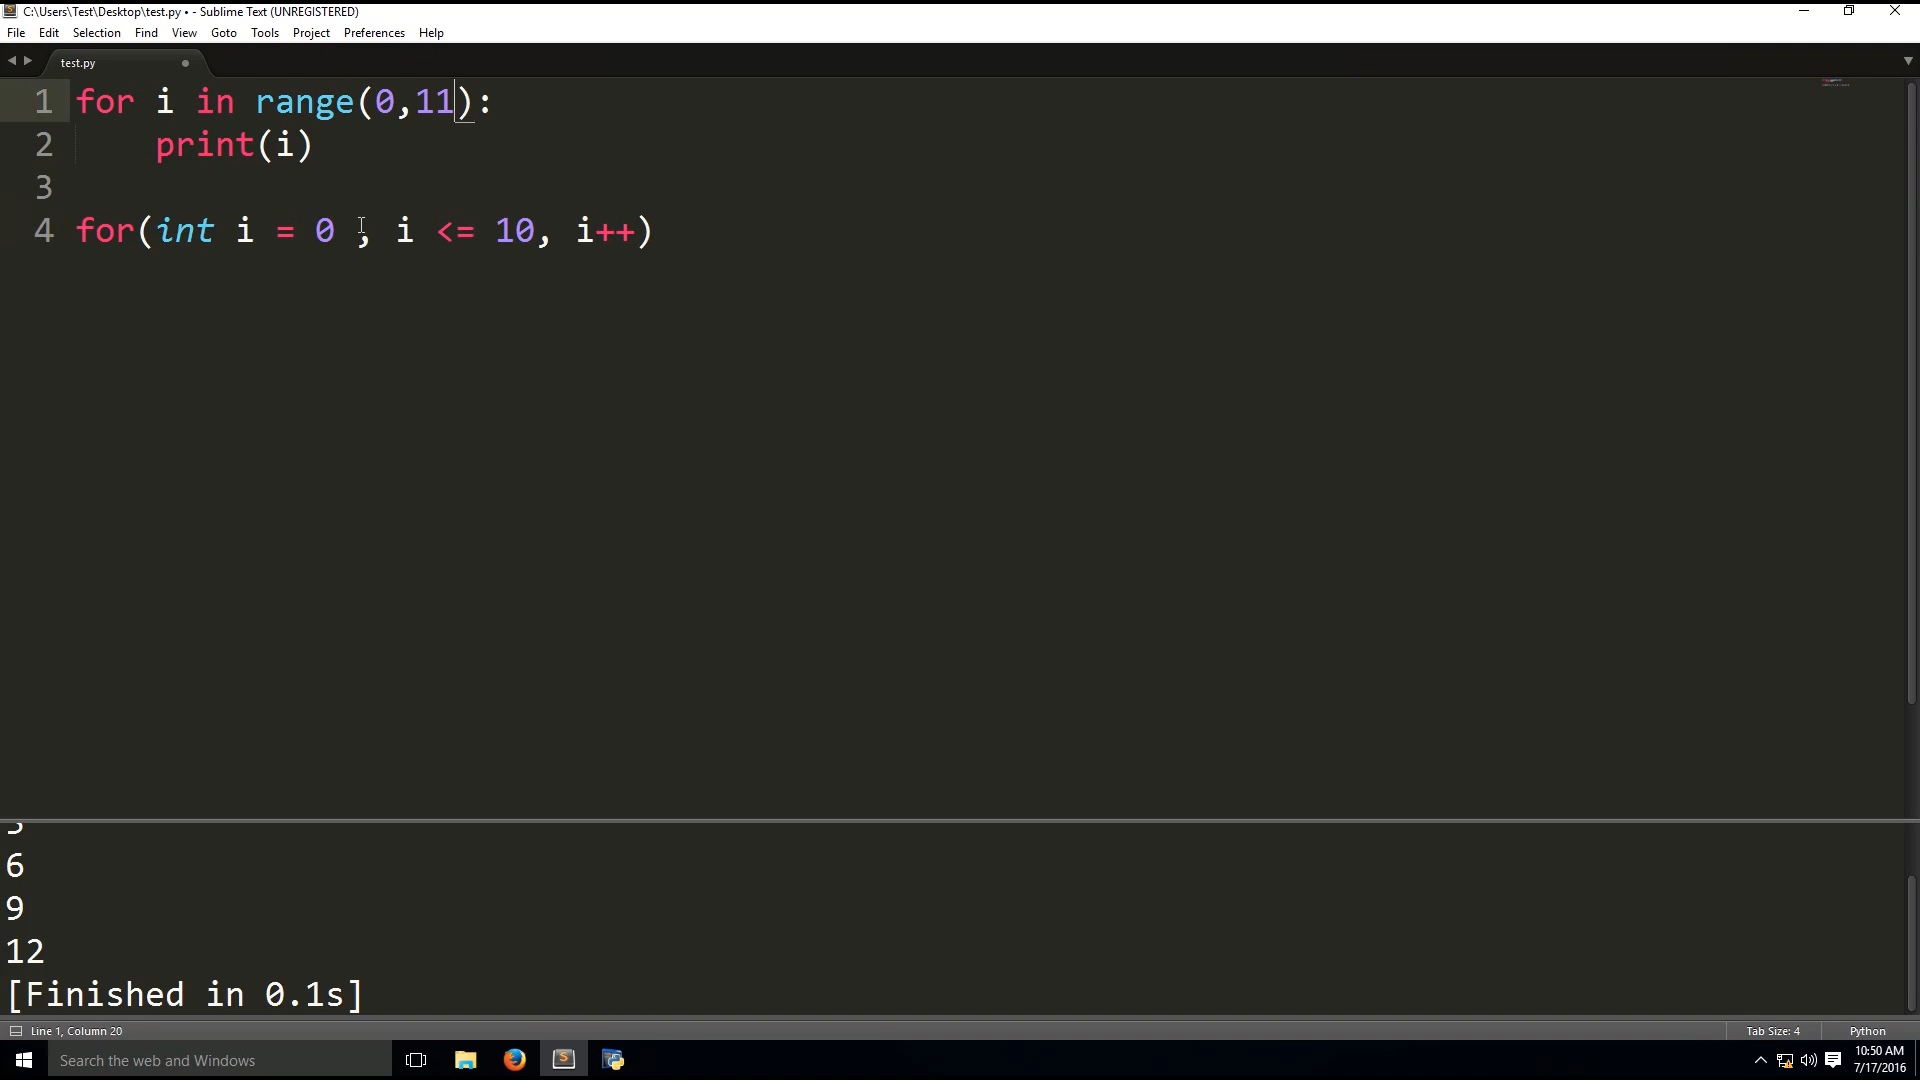 C:\Users\Test\Desktop\test.py • - Sublime Text (UNREGISTERED)
File Edit Selection Find View Goto Tools Project Preferences Help
test.py
1 for i in range(0,11):
2     print(i)
3
4 for(int i = 0 , i <= 10, i++)
6
9
12
[Finished in 0.1s]
Line 1, Column 20 Tab Size: 4 Python
Search the web and Windows
10:50 AM
7/17/2016